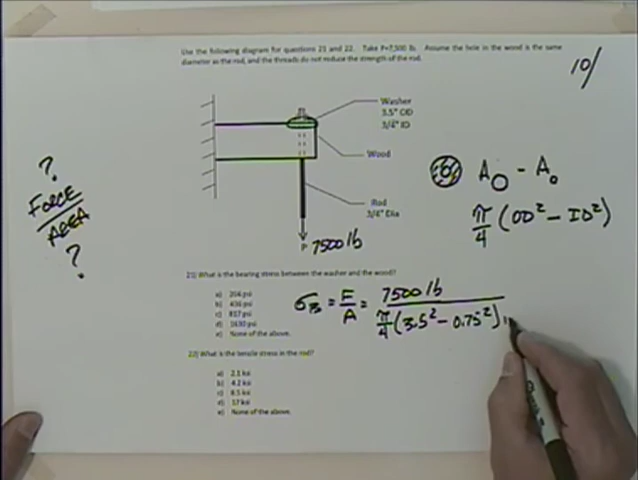 Use the following diagram for questions 21 and 22. Take P=7,500 lb. Assume the hole in the wood is the same
diameter as the rod, and the threads do not reduce the strength of the rod.
10/
Washer
3.5" OD
3/4" ID
Wood
Rod
3/4" Dia
P 7500 lb
?
FORCE
AREA
?
A○ - A○
π/4 (OD² - ID²)
21) What is the bearing stress between the washer and the wood?
a) 204 psi
b) 436 psi
c) 817 psi
d) 1630 psi
e) None of the above.
σB = F/A = 7500 lb / π/4 (3.5² - 0.75²) i
22) What is the tensile stress in the rod?
a) 2.1 ksi
b) 4.2 ksi
c) 8.5 ksi
d) 17 ksi
e) None of the above.